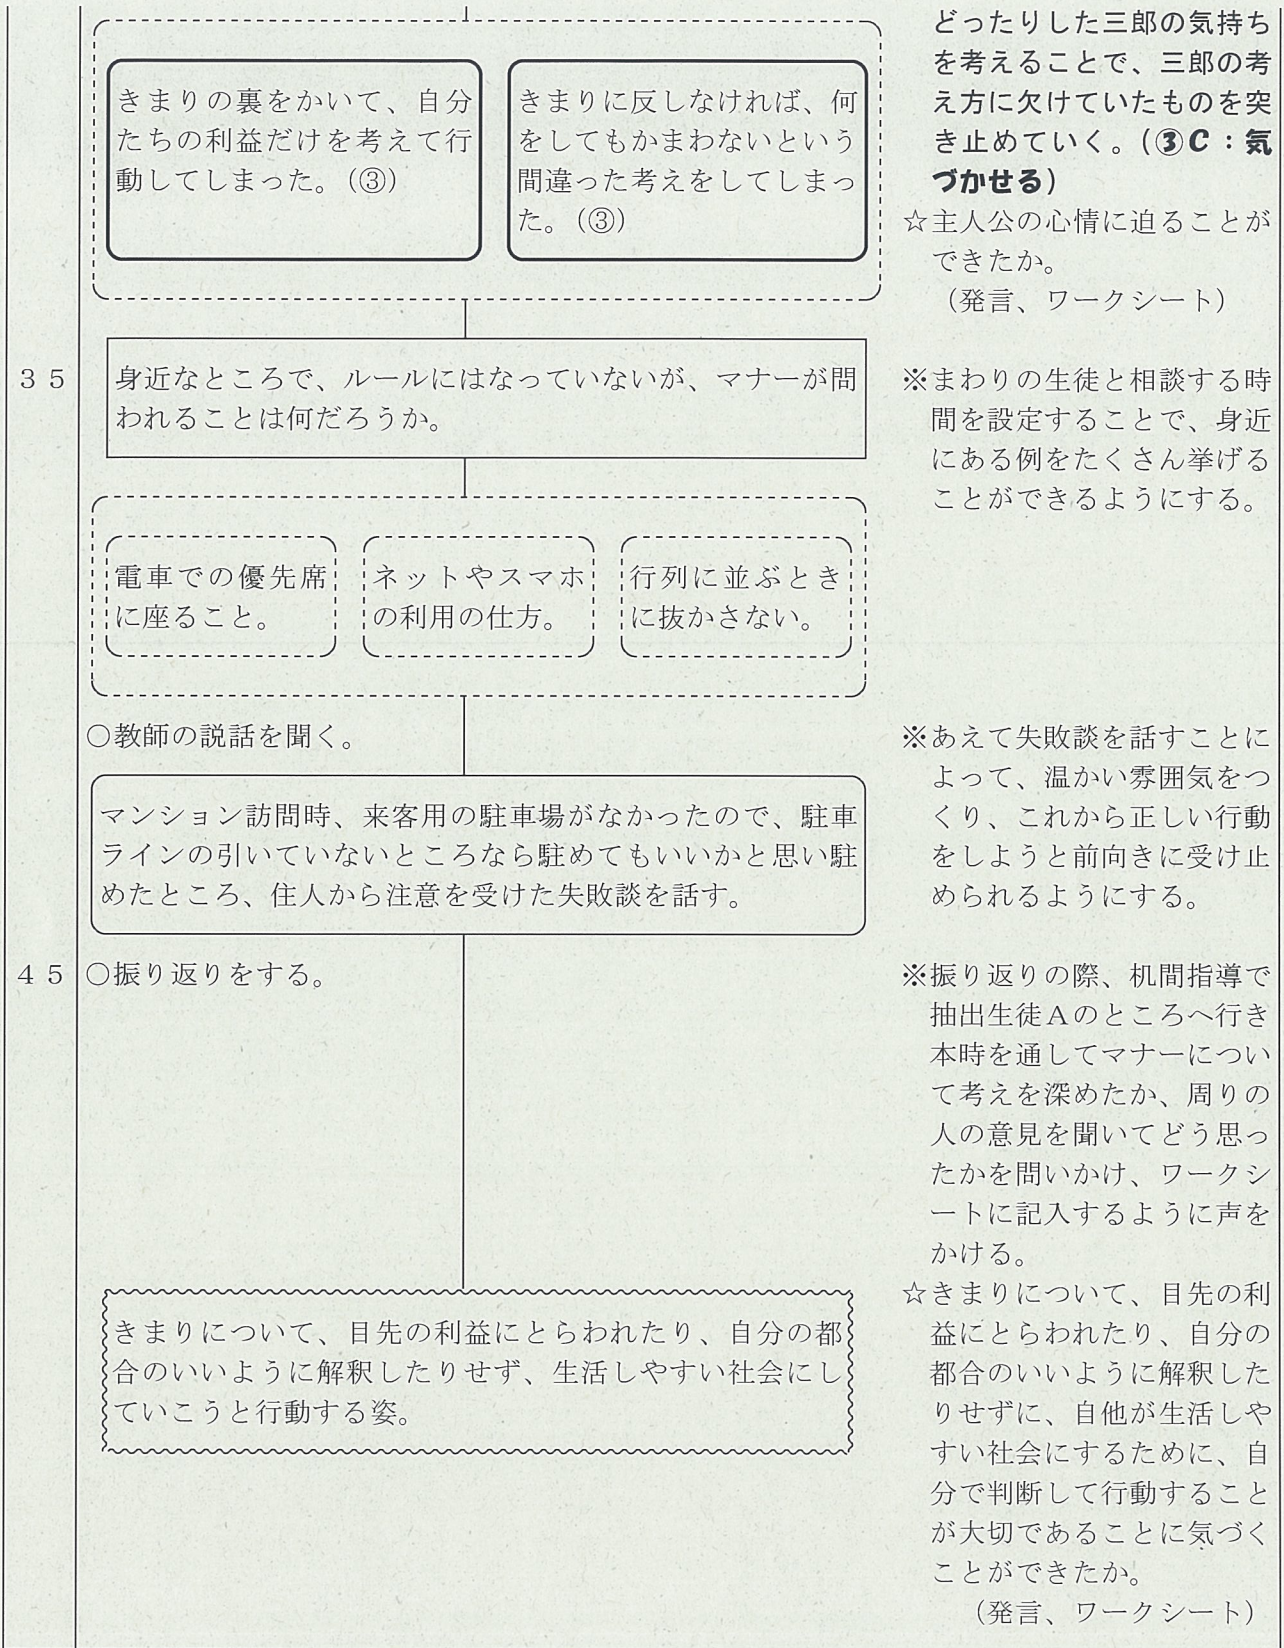 きまりの裏をかいて、自分
たちの利益だけを考えて行
動してしまった。（③）
きまりに反しなければ、何
をしてもかまわないという
間違った考えをしてしまっ
た。（③）
どったりした三郎の気持ち
を考えることで、三郎の考
え方に欠けていたものを突
き止めていく。（③C：気
づかせる）
☆主人公の心情に迫ることが
できたか。
（発言、ワークシート）
３５
身近なところで、ルールにはなっていないが、マナーが問
われることは何だろうか。
※まわりの生徒と相談する時
間を設定することで、身近
にある例をたくさん挙げる
ことができるようにする。
電車での優先席
に座ること。
ネットやスマホ
の利用の仕方。
行列に並ぶとき
に抜かさない。
○教師の説話を聞く。
マンション訪問時、来客用の駐車場がなかったので、駐車
ラインの引いていないところなら駐めてもいいかと思い駐
めたところ、住人から注意を受けた失敗談を話す。
※あえて失敗談を話すことに
よって、温かい雰囲気をつ
くり、これから正しい行動
をしようと前向きに受け止
められるようにする。
４５
○振り返りをする。
※振り返りの際、机間指導で
抽出生徒Ａのところへ行き
本時を通してマナーについ
て考えを深めたか、周りの
人の意見を聞いてどう思っ
たかを問いかけ、ワークシ
ートに記入するように声を
かける。
きまりについて、目先の利益にとらわれたり、自分の都
合のいいように解釈したりせず、生活しやすい社会にし
ていこうと行動する姿。
☆きまりについて、目先の利
益にとらわれたり、自分の
都合のいいように解釈した
りせずに、自他が生活しや
すい社会にするために、自
分で判断して行動すること
が大切であることに気づく
ことができたか。
（発言、ワークシート）